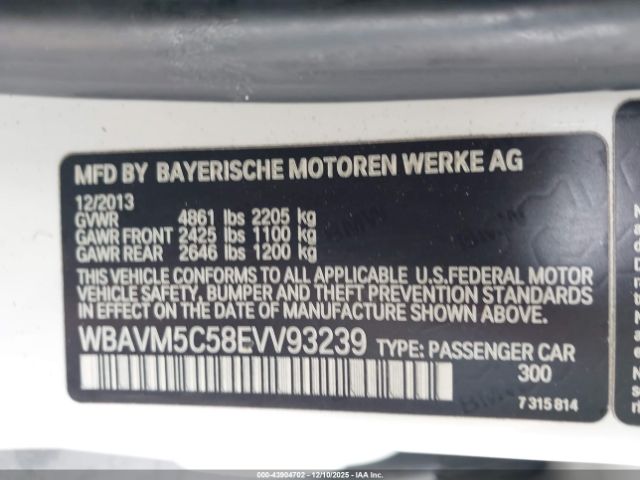 MFD BY BAYERISCHE MOTOREN WERKE AG
12/2013
GVWR 4861 lbs 2205 kg
GAWR FRONT 2425 lbs 1100 kg
GAWR REAR 2646 lbs 1200 kg
THIS VEHICLE CONFORMS TO ALL APPLICABLE U.S.FEDERAL MOTOR
VEHICLE SAFETY, BUMPER AND THEFT PREVENTION STANDARDS
IN EFFECT ON THE DATE OF MANUFACTURE SHOWN ABOVE.
WBAVM5C58EVV93239 TYPE: PASSENGER CAR
300
7 315 814
©43904702 - 12/10/2025 - IAA Inc.